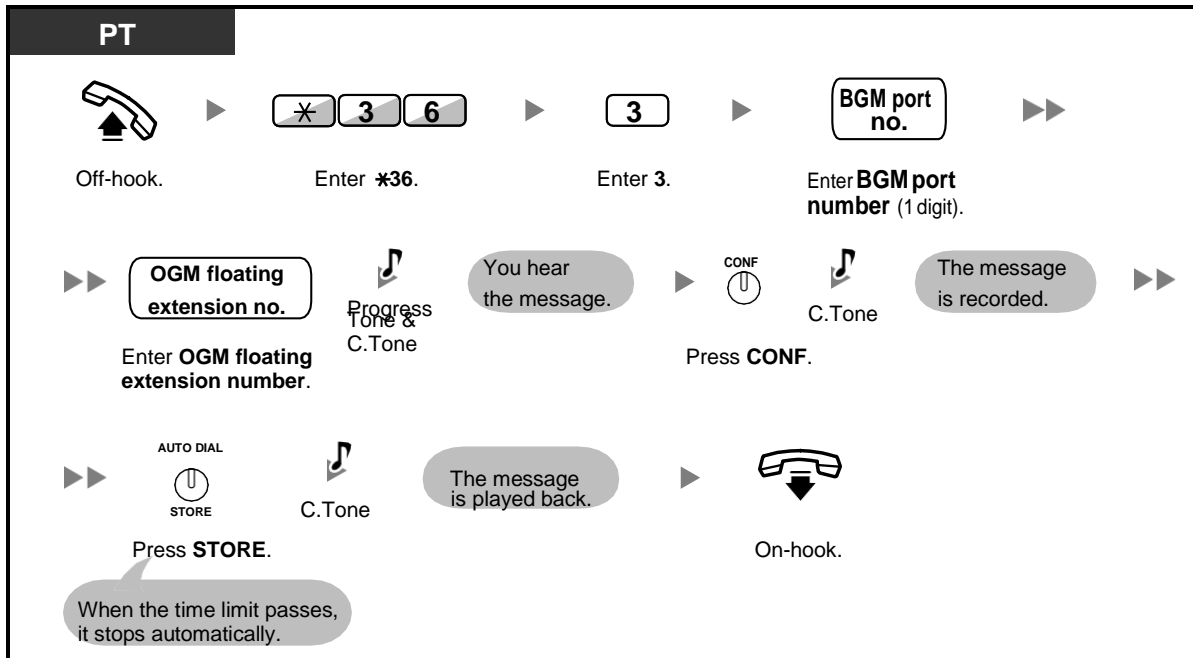 PT
✳ 3 6
3
BGM port
no.
Off-hook.
Enter ✳36.
Enter 3.
Enter BGM port
number (1 digit).
OGM floating
extension no.
Progress
Tone &
C.Tone
You hear
the message.
CONF
C.Tone
The message
is recorded.
Enter OGM floating
extension number.
Press CONF.
AUTO DIAL
STORE
C.Tone
The message
is played back.
Press STORE.
On-hook.
When the time limit passes,
it stops automatically.